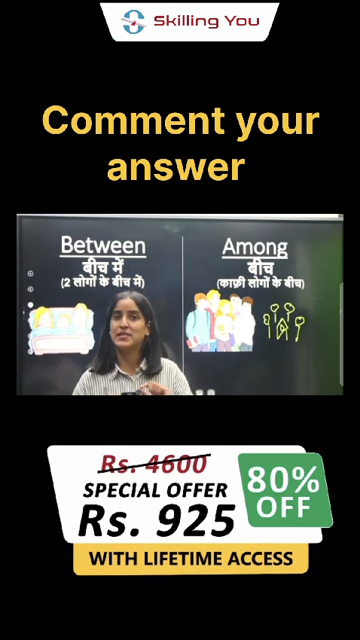 Skilling You
Comment your
answer
Between
बीच में
(2 लोगों के बीच में)
Among
बीच
(काफ़ी लोगों के बीच)
Rs. 4600
SPECIAL OFFER
Rs. 925
80%
OFF
WITH LIFETIME ACCESS